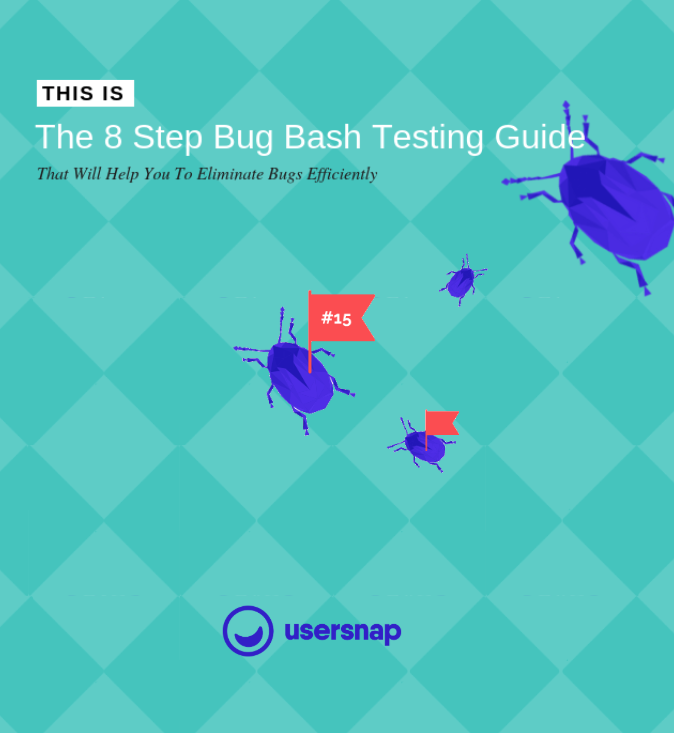 THIS IS
The 8 Step Bug Bash Testing Guide
That Will Help You To Eliminate Bugs Efficiently
#15
usersnap